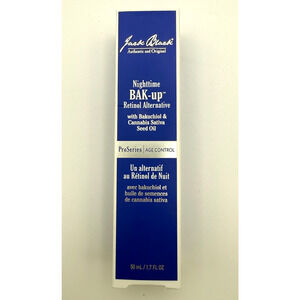 Jack Black
Authentic and Original
Nighttime
BAK-up™
Retinol Alternative
with Bakuchiol &
Cannabis Sativa
Seed Oil
ProSeries | AGE CONTROL
Un alternatif
au Rétinol de Nuit
avec bakuchiol et
huile de semences
de cannabis sativa
50 mL/1.7 FL OZ